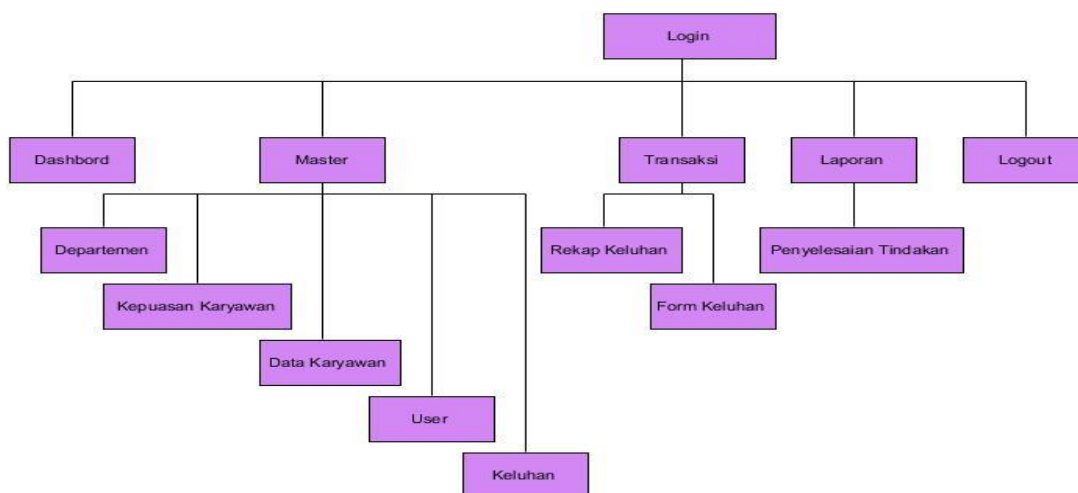 Login
Dashbord
Master
Transaksi
Laporan
Logout
Departemen
Rekap Keluhan
Penyelesaian Tindakan
Kepuasan Karyawan
Form Keluhan
Data Karyawan
User
Keluhan